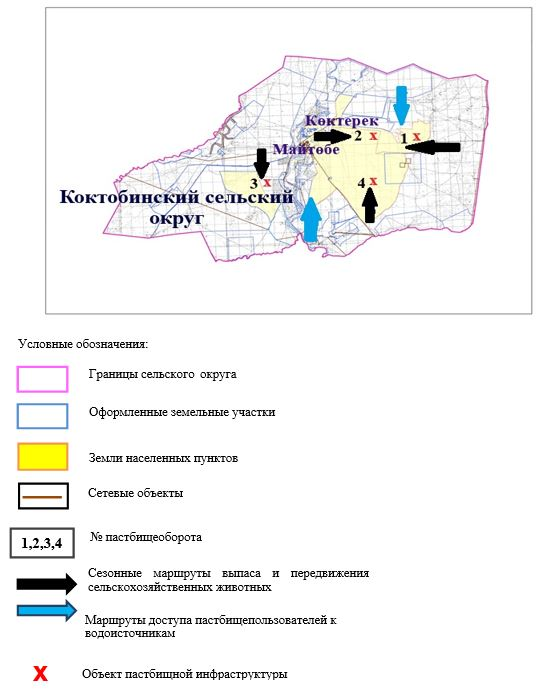 Көктерек
2 х
1 х
Майтөбе
3 х
4 х
Коктобинский сельский
округ
Условные обозначения:
Границы сельского округа
Оформленные земельные участки
Земли населенных пунктов
Сетевые объекты
1,2,3,4
№ пастбищеоборота
Сезонные маршруты выпаса и передвижения
сельскохозяйственных животных
Маршруты доступа пастбищепользователей к
водоисточникам
Х
Объект пастбищной инфраструктуры